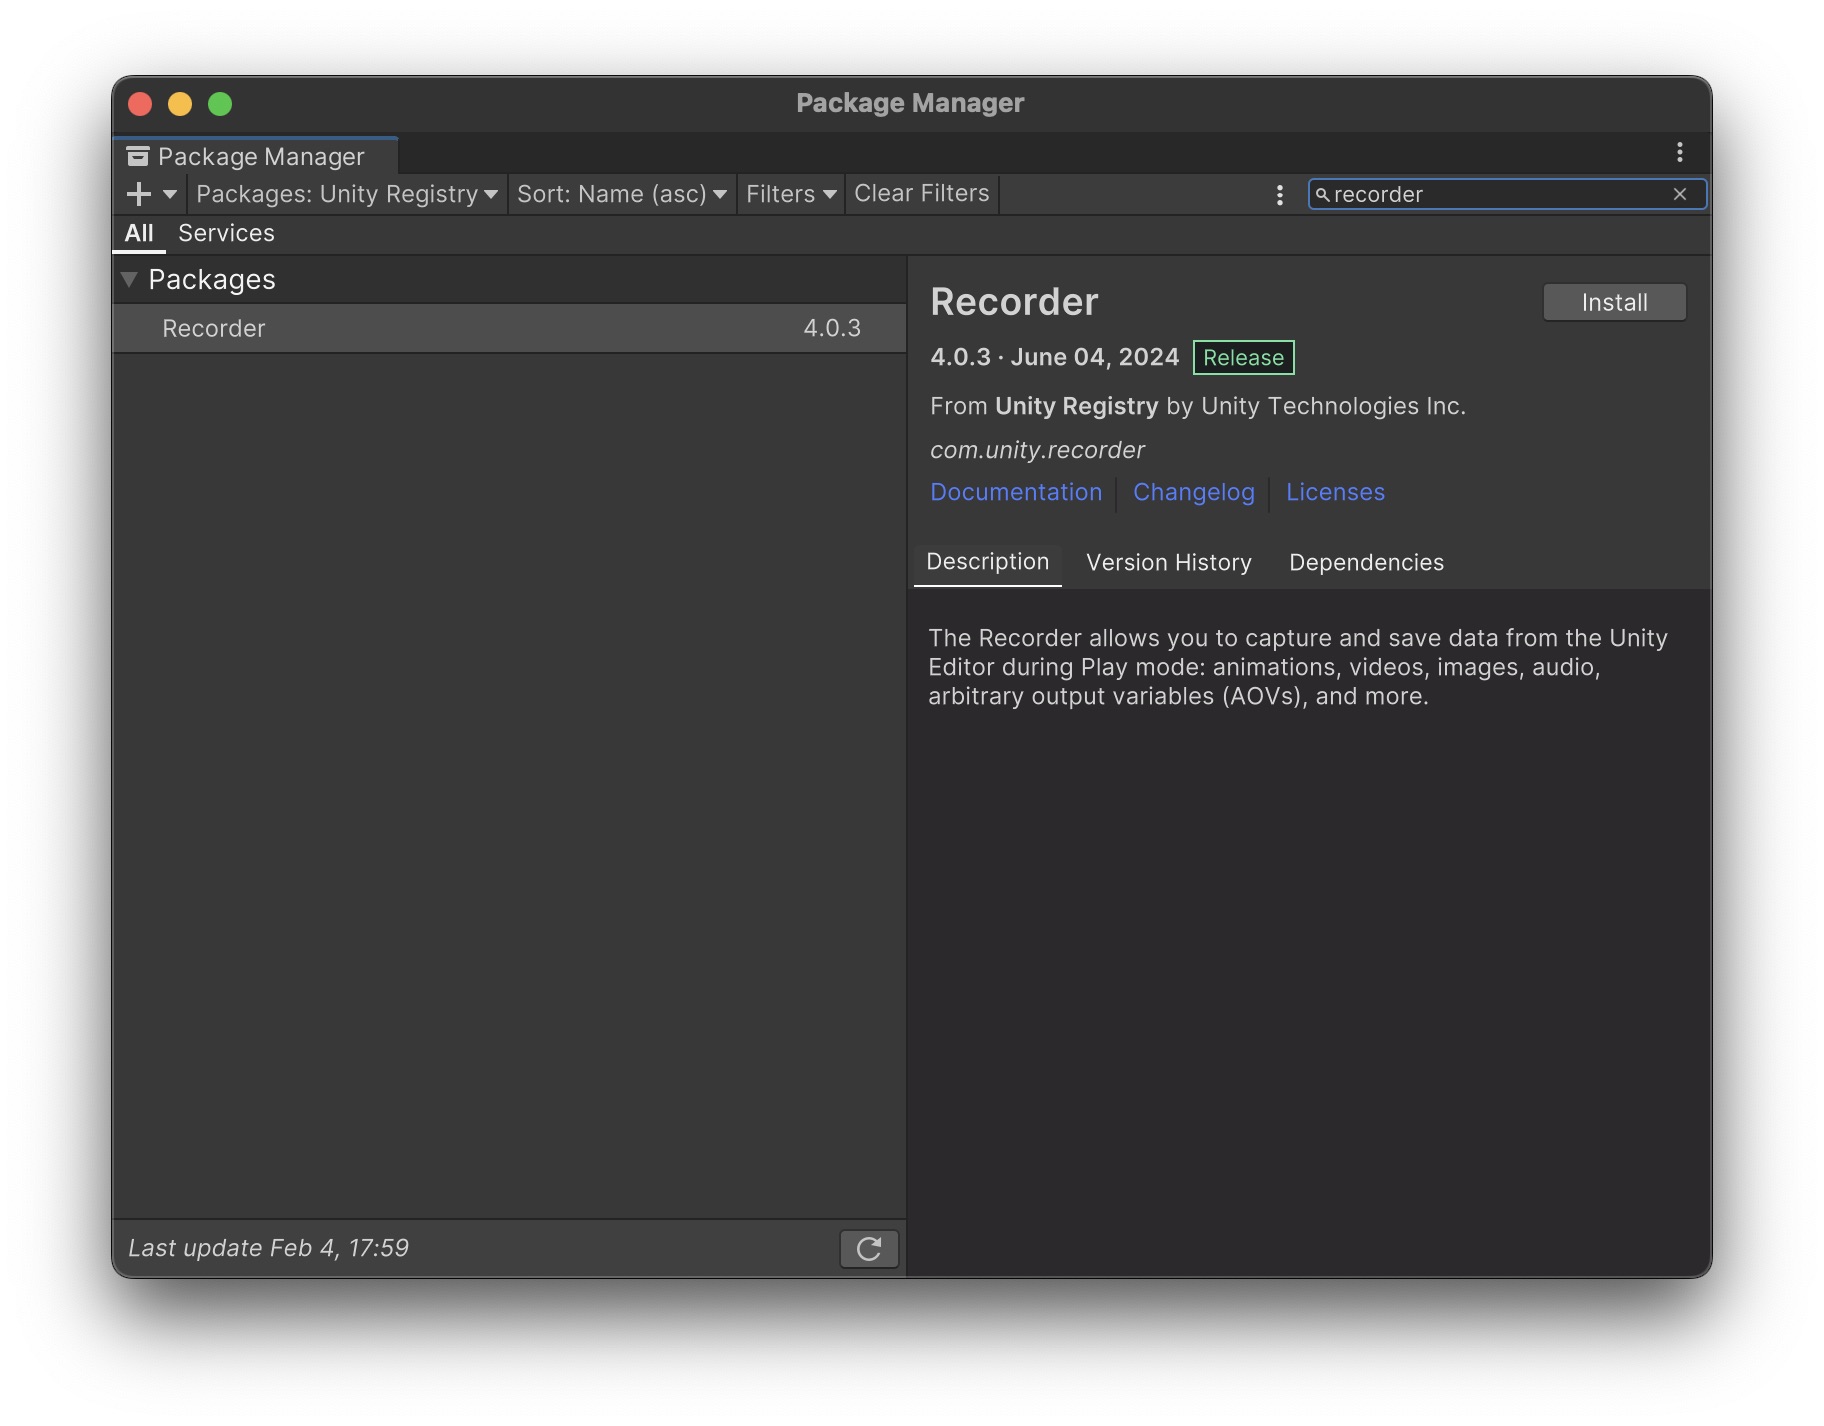 Package Manager
Package Manager
Packages: Unity Registry Sort: Name (asc) Filters Clear Filters recorder
All Services
Packages
Recorder 4.0.3
Last update Feb 4, 17:59
Recorder Install
4.0.3 · June 04, 2024 Release
From Unity Registry by Unity Technologies Inc.
com.unity.recorder
Documentation Changelog Licenses
Description Version History Dependencies
The Recorder allows you to capture and save data from the Unity
Editor during Play mode: animations, videos, images, audio,
arbitrary output variables (AOVs), and more.